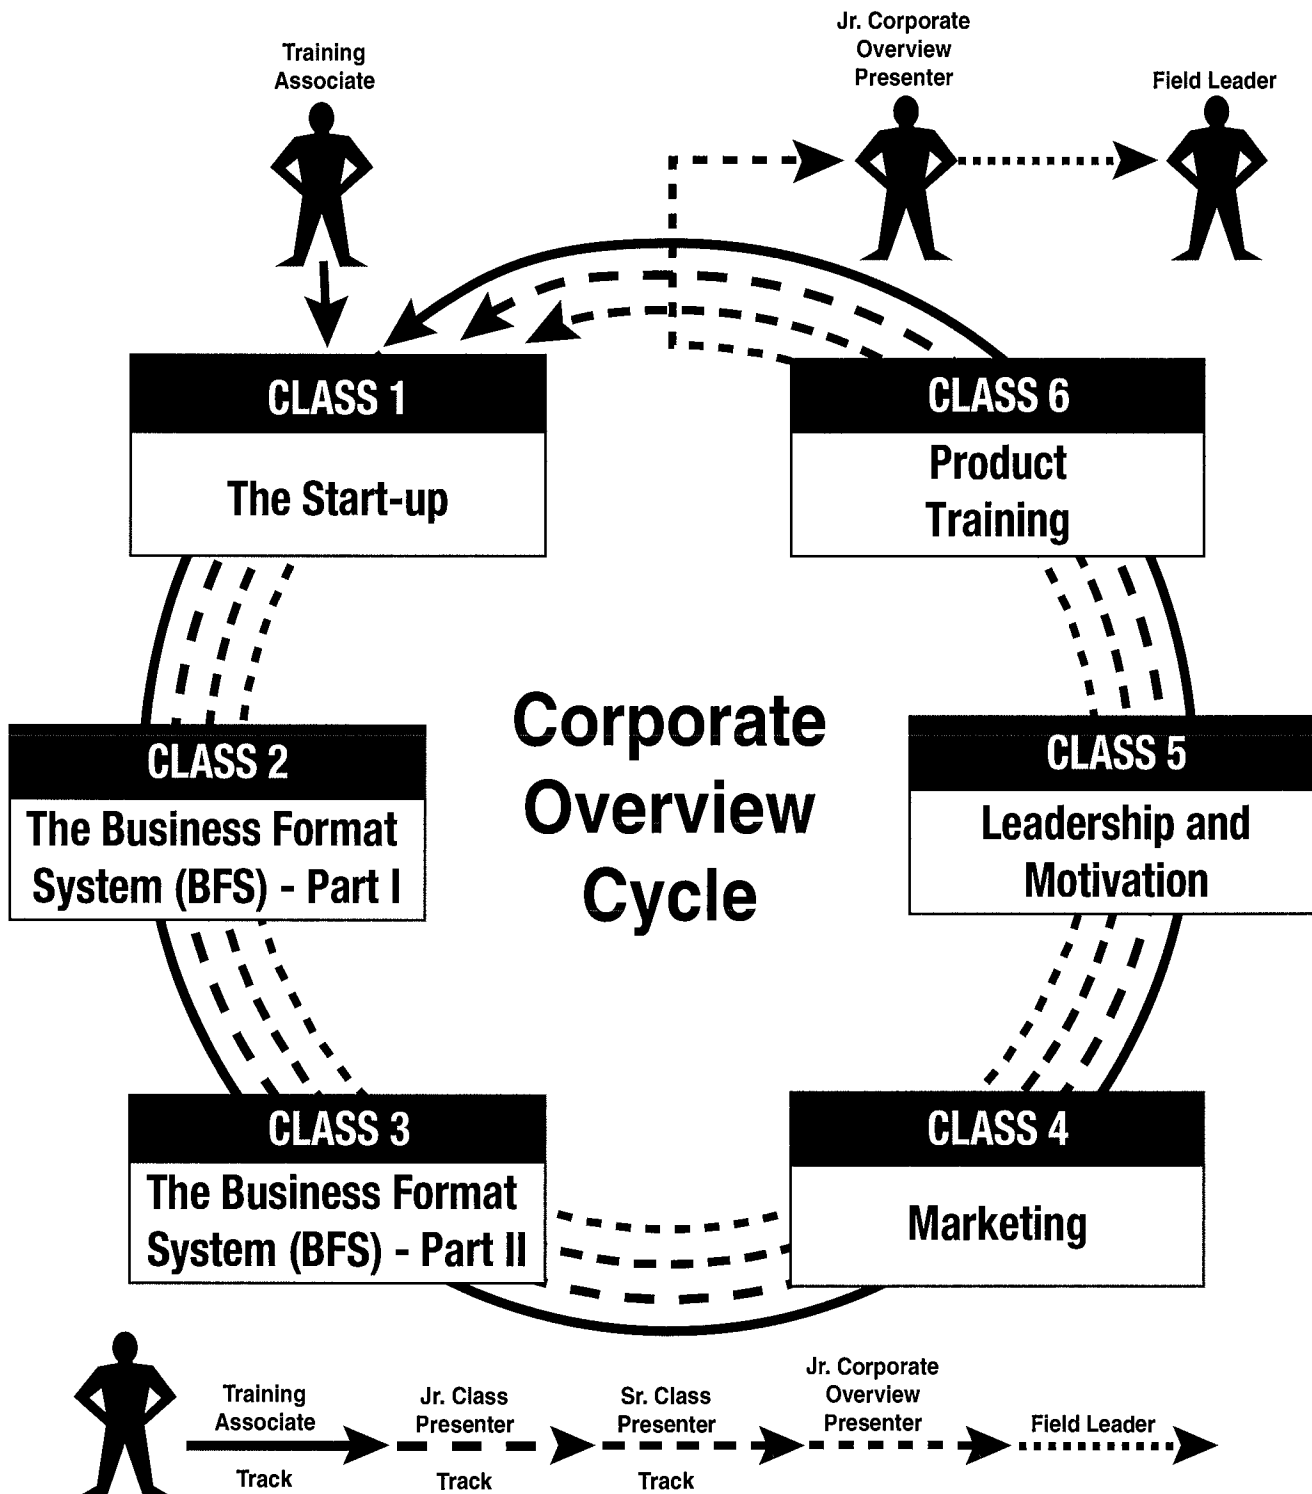 Training
Associate
Jr. Corporate
Overview
Presenter
Field Leader
CLASS 1
The Start-up
CLASS 6
Product
Training
CLASS 2
The Business Format
System (BFS) - Part I
Corporate
Overview
Cycle
CLASS 5
Leadership and
Motivation
CLASS 3
The Business Format
System (BFS) - Part II
CLASS 4
Marketing
Training
Associate
Track
Jr. Class
Presenter
Track
Sr. Class
Presenter
Track
Jr. Corporate
Overview
Presenter
Field Leader